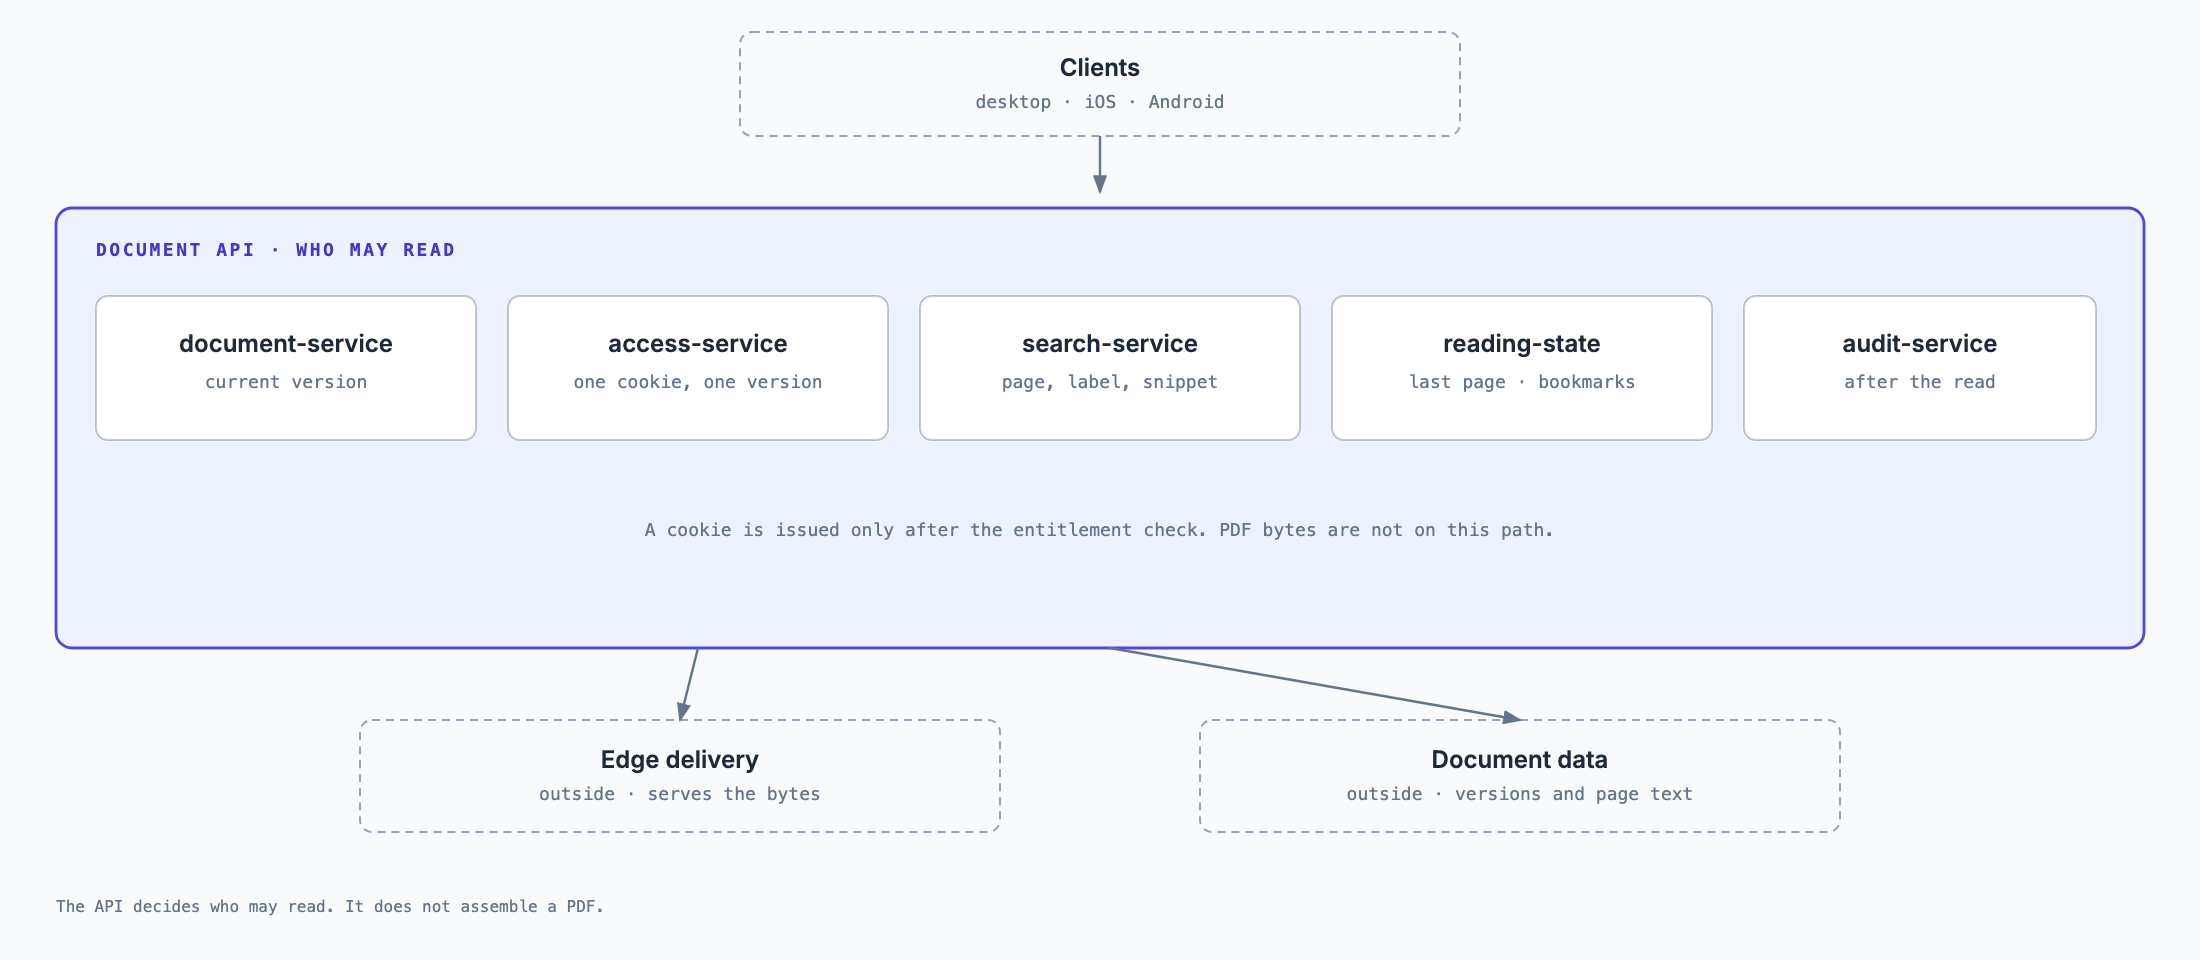 Clients
desktop · iOS · Android
DOCUMENT API · WHO MAY READ
document-service
current version
access-service
one cookie, one version
search-service
page, label, snippet
reading-state
last page · bookmarks
audit-service
after the read
A cookie is issued only after the entitlement check. PDF bytes are not on this path.
Edge delivery
outside · serves the bytes
Document data
outside · versions and page text
The API decides who may read. It does not assemble a PDF.